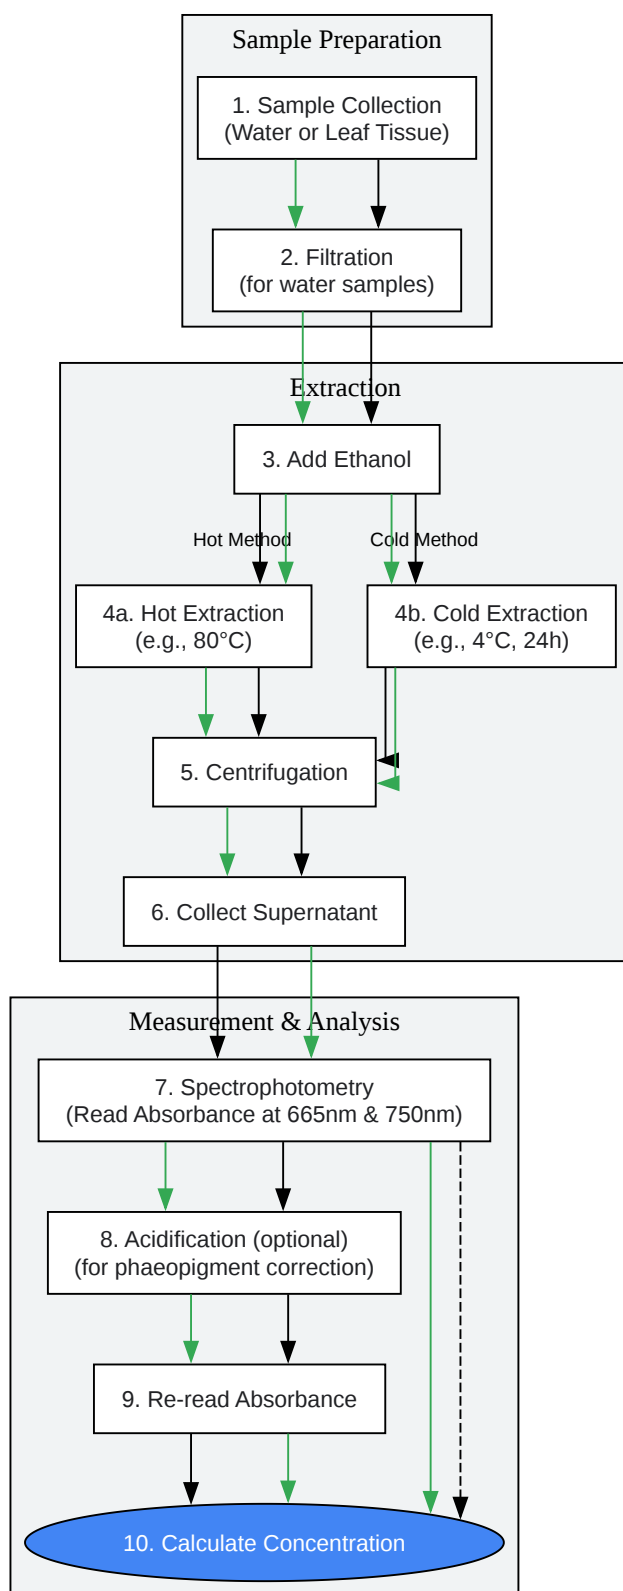 Sample Preparation
1. Sample Collection
(Water or Leaf Tissue)
2. Filtration
(for water samples)
Extraction
3. Add Ethanol
Hot Method
Cold Method
4a. Hot Extraction
(e.g., 80°C)
4b. Cold Extraction
(e.g., 4°C, 24h)
5. Centrifugation
6. Collect Supernatant
Measurement & Analysis
7. Spectrophotometry
(Read Absorbance at 665nm & 750nm)
8. Acidification (optional)
(for phaeopigment correction)
9. Re-read Absorbance
10. Calculate Concentration